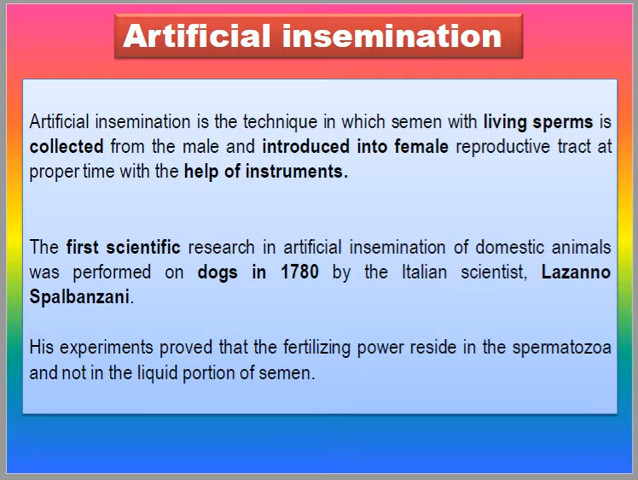 Artificial insemination
Artificial insemination is the technique in which semen with living sperms is
collected from the male and introduced into female reproductive tract at
proper time with the help of instruments.
The first scientific research in artificial insemination of domestic animals
was performed on dogs in 1780 by the Italian scientist, Lazanno
Spalbanzani.
His experiments proved that the fertilizing power reside in the spermatozoa
and not in the liquid portion of semen.